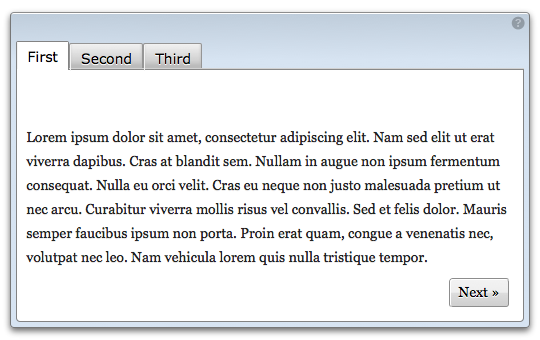 ?
First Second Third
Lorem ipsum dolor sit amet, consectetur adipiscing elit. Nam sed elit ut erat
viverra dapibus. Cras at blandit sem. Nullam in augue non ipsum fermentum
consequat. Nulla eu orci velit. Cras eu neque non justo malesuada pretium ut
nec arcu. Curabitur viverra mollis risus vel convallis. Sed et felis dolor. Mauris
semper faucibus ipsum non porta. Proin erat quam, congue a venenatis nec,
volutpat nec leo. Nam vehicula lorem quis nulla tristique tempor.
Next »